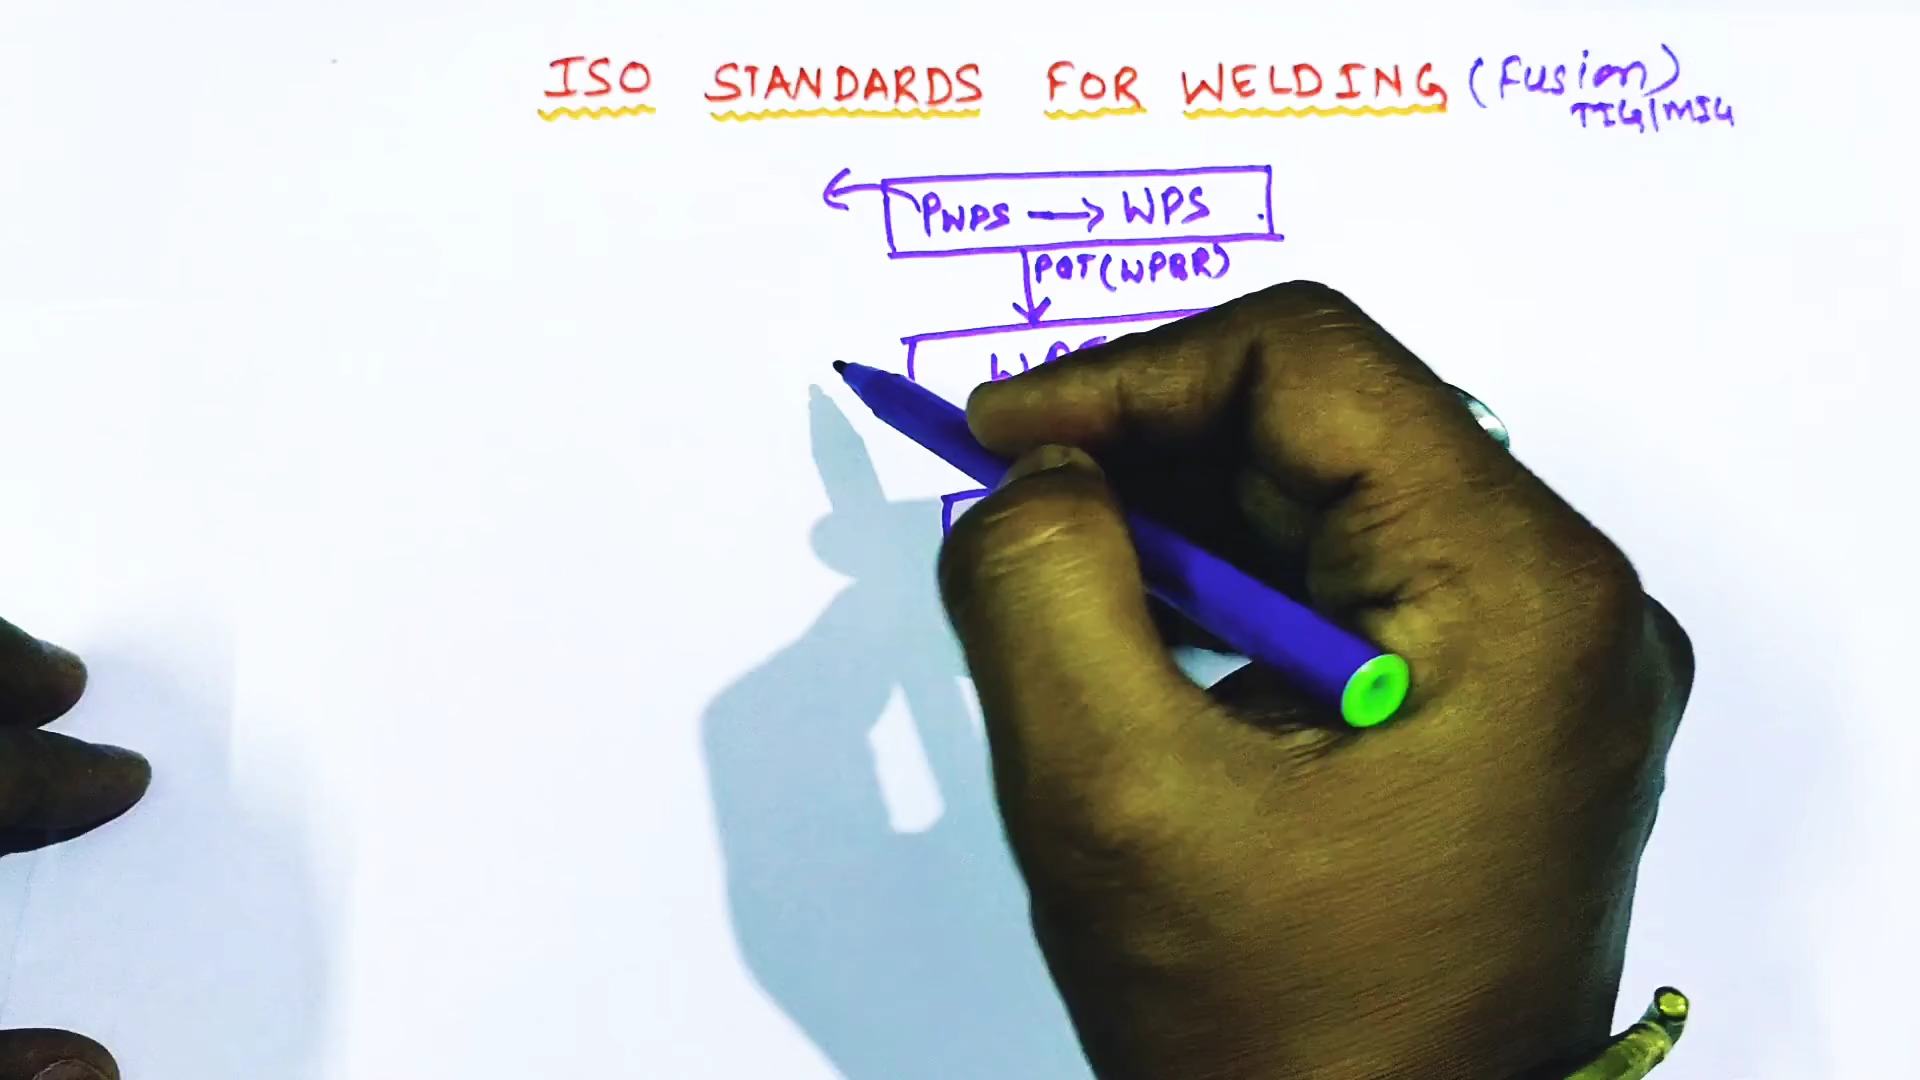 ISO STANDARDS FOR WELDING (Fusion)
TIG/MIG
PWPS → WPS
PQT(WPQR)